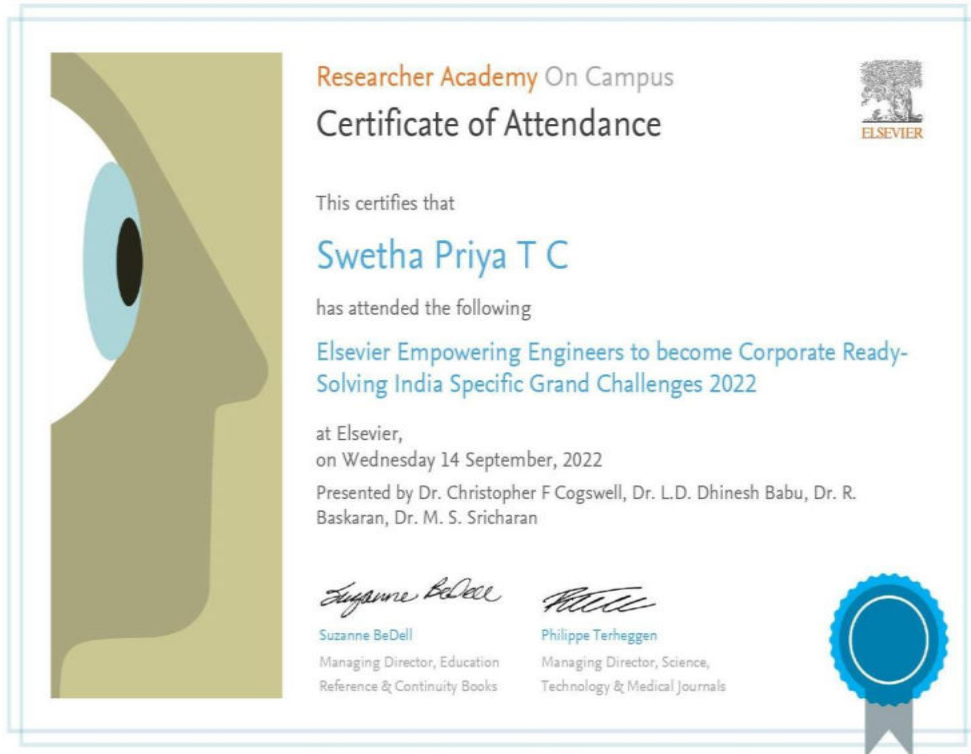 Researcher Academy On Campus
Certificate of Attendance
ELSEVIER
This certifies that
Swetha Priya T C
has attended the following
Elsevier Empowering Engineers to become Corporate Ready-
Solving India Specific Grand Challenges 2022
at Elsevier,
on Wednesday 14 September, 2022
Presented by Dr. Christopher F Cogswell, Dr. L.D. Dhinesh Babu, Dr. R.
Baskaran, Dr. M. S. Sricharan
Suzanne BeDell
Suzanne BeDell
Managing Director, Education
Reference & Continuity Books
Philippe Terheggen
Managing Director, Science,
Technology & Medical Journals